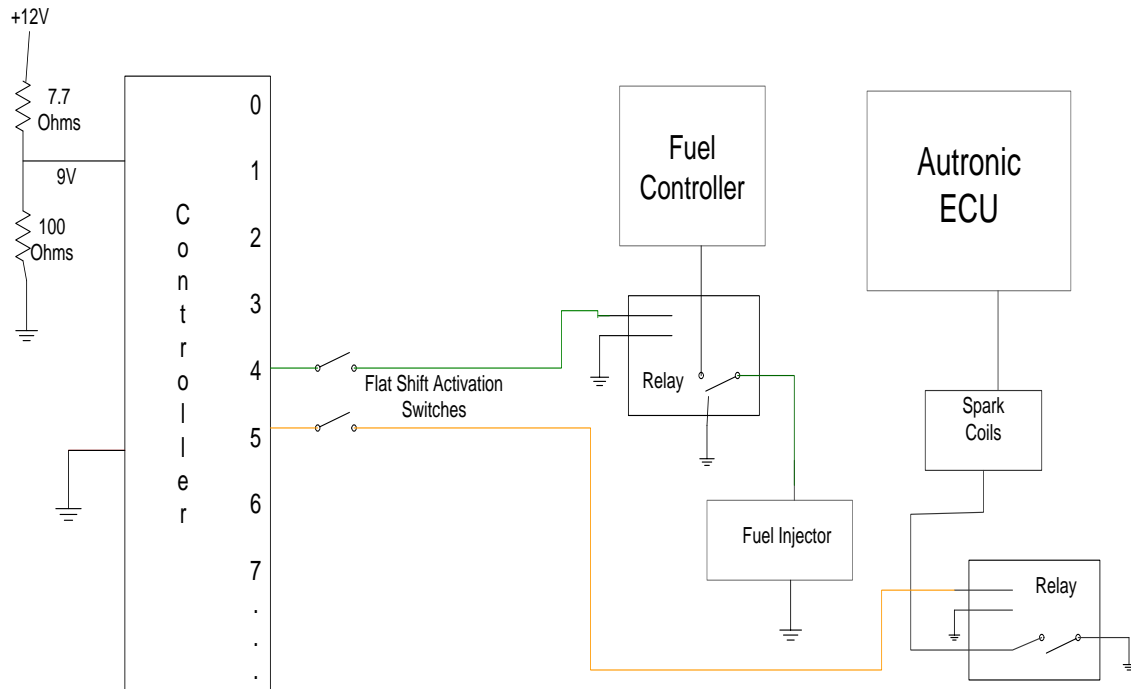 +12V
7.7
Ohms
9V
100
Ohms
Controller
0
1
2
3
4
5
6
7
.
.
.
Flat Shift Activation
Switches
Fuel
Controller
Relay
Fuel Injector
Autronic
ECU
Spark
Coils
Relay